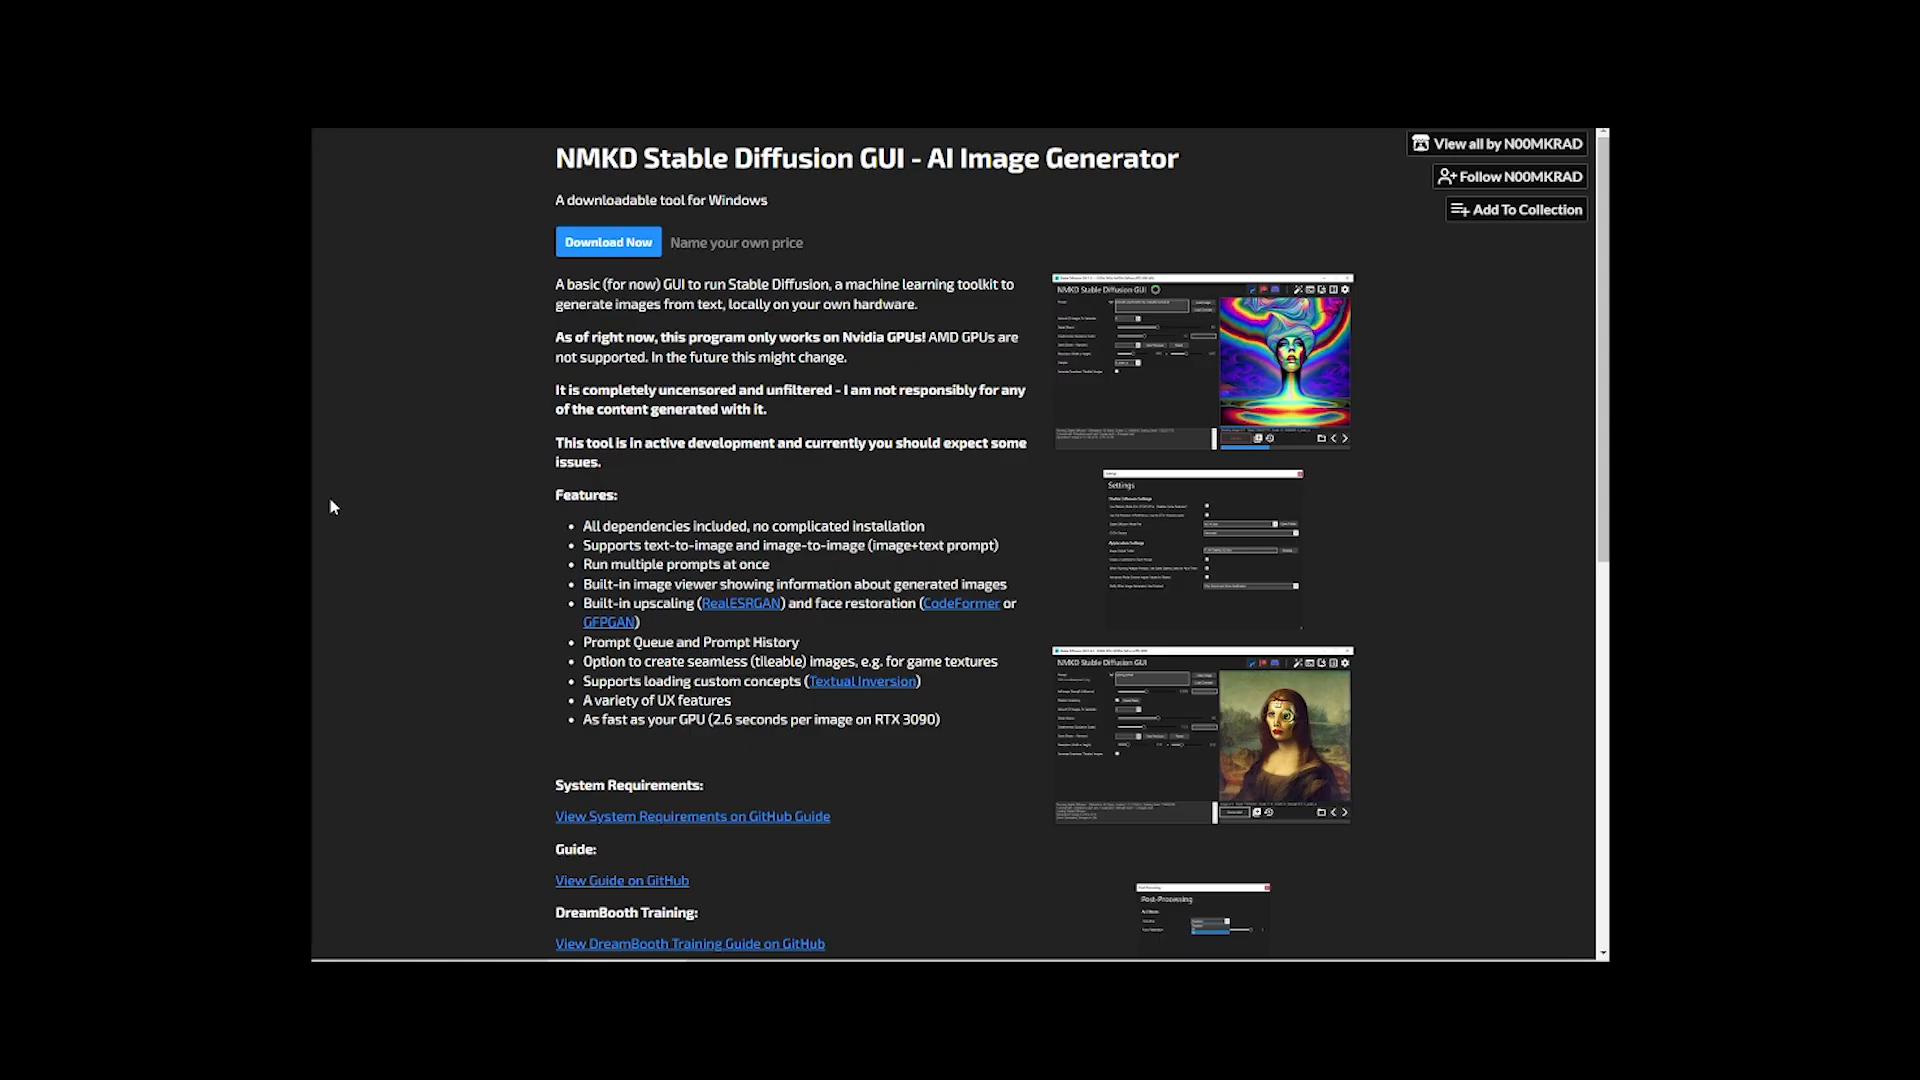 NMKD Stable Diffusion GUI - AI Image Generator
View all by N00MKRAD
Follow N00MKRAD
Add To Collection
A downloadable tool for Windows
Download Now Name your own price
A basic (for now) GUI to run Stable Diffusion, a machine learning toolkit to
generate images from text, locally on your own hardware.
As of right now, this program only works on Nvidia GPUs! AMD GPUs are
not supported. In the future this might change.
It is completely uncensored and unfiltered - I am not responsibly for any
of the content generated with it.
This tool is in active development and currently you should expect some
issues.
Features:
All dependencies included, no complicated installation
Supports text-to-image and image-to-image (image+text prompt)
Run multiple prompts at once
Built-in image viewer showing information about generated images
Built-in upscaling (RealESRGAN) and face restoration (CodeFormer or
GFPGAN)
Prompt Queue and Prompt History
Option to create seamless (tileable) images, e.g. for game textures
Supports loading custom concepts (Textual Inversion)
A variety of UX features
As fast as your GPU (2.6 seconds per image on RTX 3090)
System Requirements:
View System Requirements on GitHub Guide
Guide:
View Guide on GitHub
DreamBooth Training:
View DreamBooth Training Guide on GitHub
NMKD Stable Diffusion GUI
Settings
NMKD Stable Diffusion GUI
Post-Processing